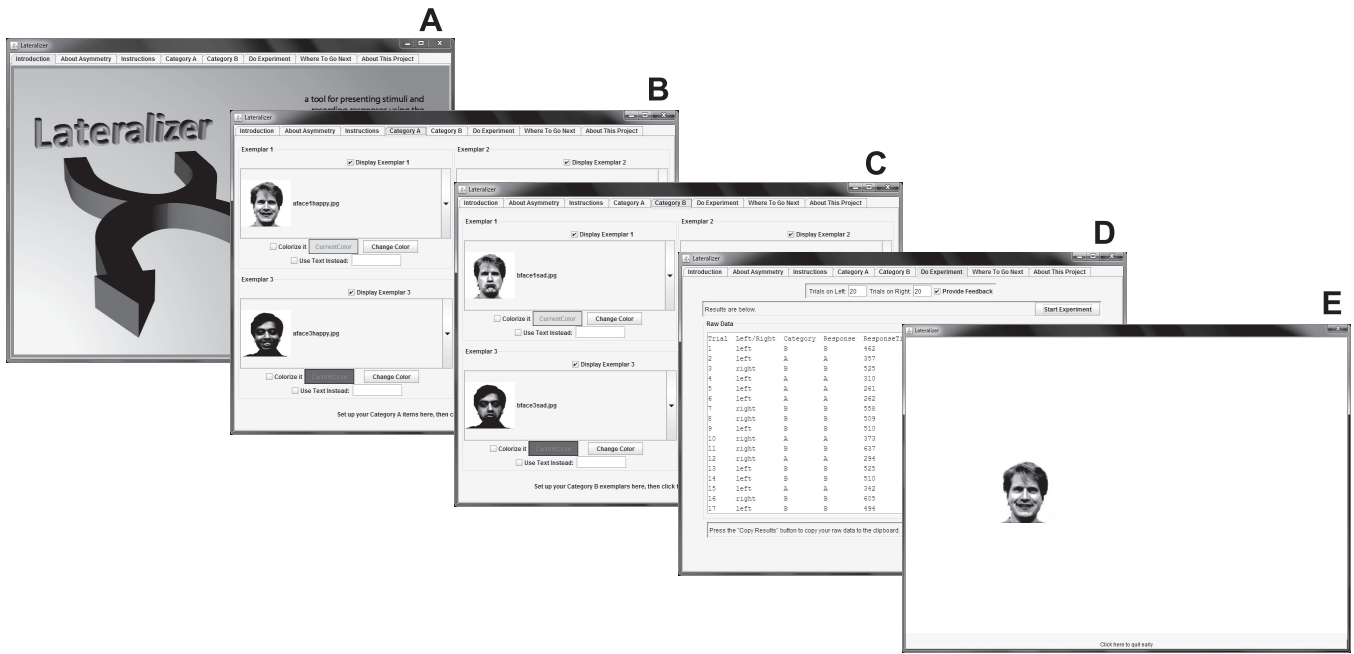 A
Lateralizer
Introduction About Asymmetry Instructions Category A Category B Do Experiment Where To Go Next About This Project
a tool for presenting stimuli and
recording responses using the
Lateralizer
B
Lateralizer
Introduction About Asymmetry Instructions Category A Category B Do Experiment Where To Go Next About This Project
Exemplar 1 Exemplar 2
Display Exemplar 1 Display Exemplar 2
aface1happy.jpg
Colorize it CurrentColor Change Color
Use Text Instead:
Exemplar 3
Display Exemplar 3
aface3happy.jpg
Colorize it CurrentColor Change Color
Use Text Instead:
Set up your Category A items here, then c
C
Lateralizer
Introduction About Asymmetry Instructions Category A Category B Do Experiment Where To Go Next About This Project
Exemplar 1 Exemplar 2
Display Exemplar 1 Display Exemplar 2
bface1sad.jpg
Colorize it CurrentColor Change Color
Use Text Instead:
Exemplar 3
Display Exemplar 3
bface3sad.jpg
Colorize it CurrentColor Change Color
Use Text Instead:
Set up your Category B exemplars here, then click
D
Lateralizer
Introduction About Asymmetry Instructions Category A Category B Do Experiment Where To Go Next About This Project
Trials on Left: 20 Trials on Right: 20 Provide Feedback
Results are below. Start Experiment
Raw Data
Trial Left/Right Category Response ResponseTi
1 left B B 462
2 left A A 357
3 right B B 525
4 left A A 310
5 left A A 261
6 left A A 262
7 right B B 558
8 right B B 509
9 left B B 510
10 right A A 373
11 right B B 637
12 right A A 294
13 left B B 525
14 left B B 510
15 left A A 342
16 right B B 605
17 left B B 494
Press the "Copy Results" button to copy your raw data to the clipboard.
E
Lateralizer
Click here to quit early